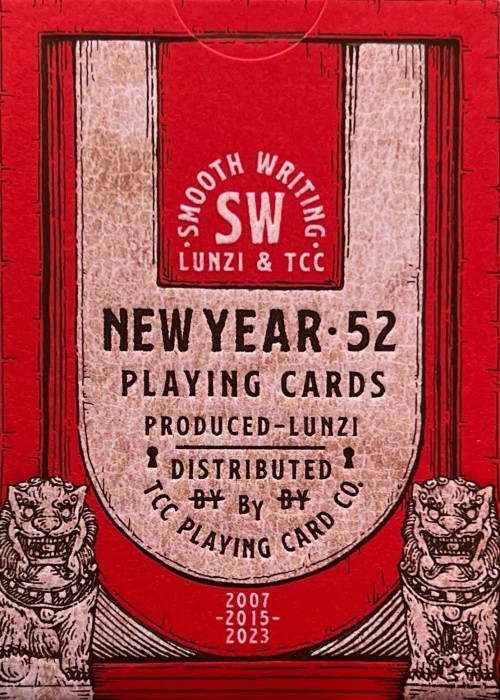 ·SMOOTH WRITING·
SW
LUNZI & TCC
NEW YEAR·52
PLAYING CARDS
PRODUCED-LUNZI
DISTRIBUTED
BY BY BY
TCC PLAYING CARD CO.
2007
-2015-
2023